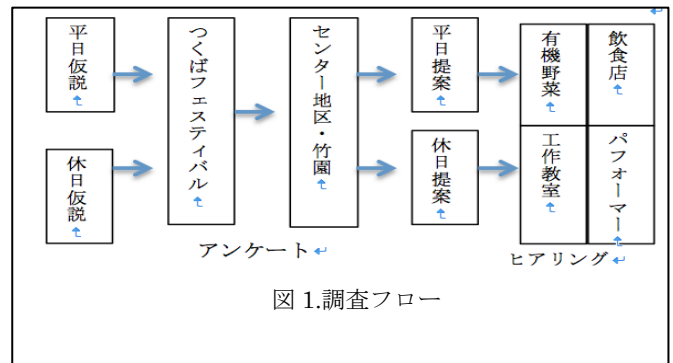 平日仮説
休日仮説
つくばフェスティバル
センター地区・竹園
平日提案
休日提案
有機野菜
飲食店
工作教室
パフォーマー
アンケート
ヒアリング
図 1.調査フロー